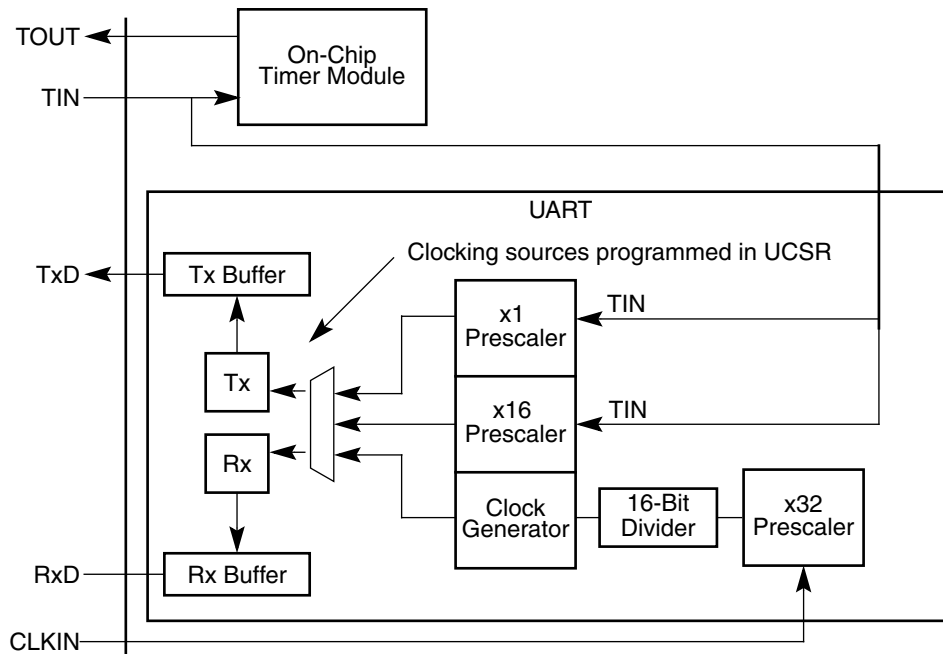 TOUT
On-Chip
Timer Module
TIN
UART
Clocking sources programmed in UCSR
TxD
Tx Buffer
x1
Prescaler
TIN
Tx
x16
Prescaler
TIN
Rx
Clock
Generator
16-Bit
Divider
x32
Prescaler
RxD
Rx Buffer
CLKIN